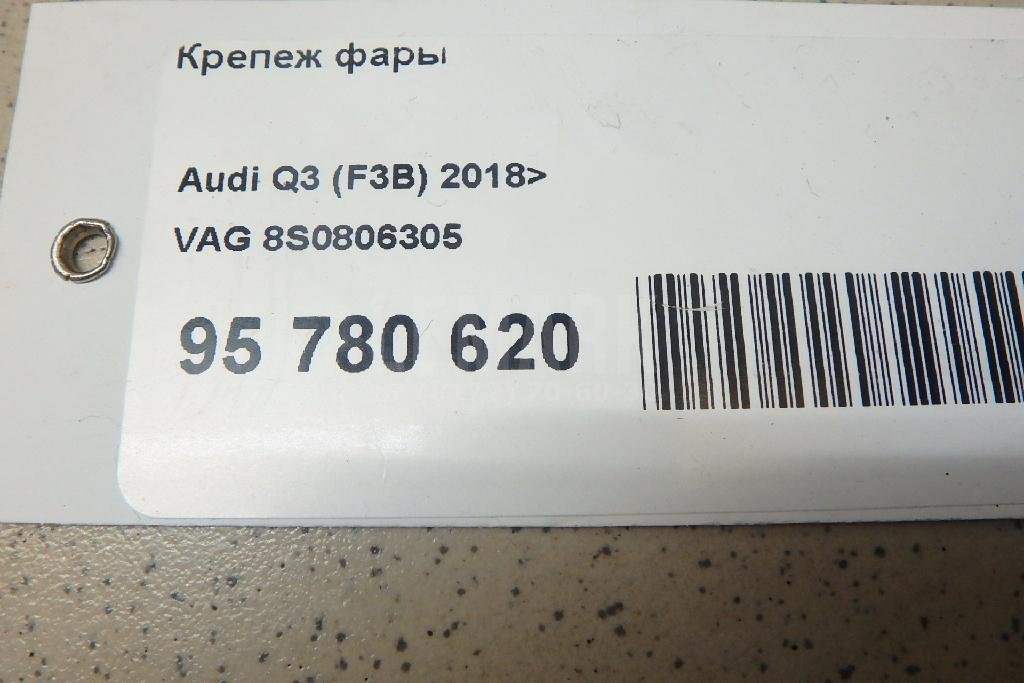 Крепеж фары
Audi Q3 (F3B) 2018>
VAG 8S0806305
95 780 620